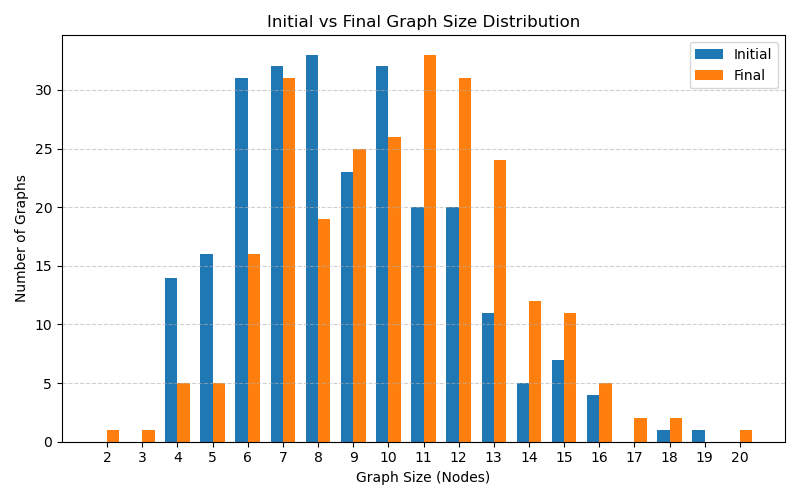 Initial vs Final Graph Size Distribution
Initial
Final
Number of Graphs
30
25
20
15
10
5
0
2 3 4 5 6 7 8 9 10 11 12 13 14 15 16 17 18 19 20
Graph Size (Nodes)